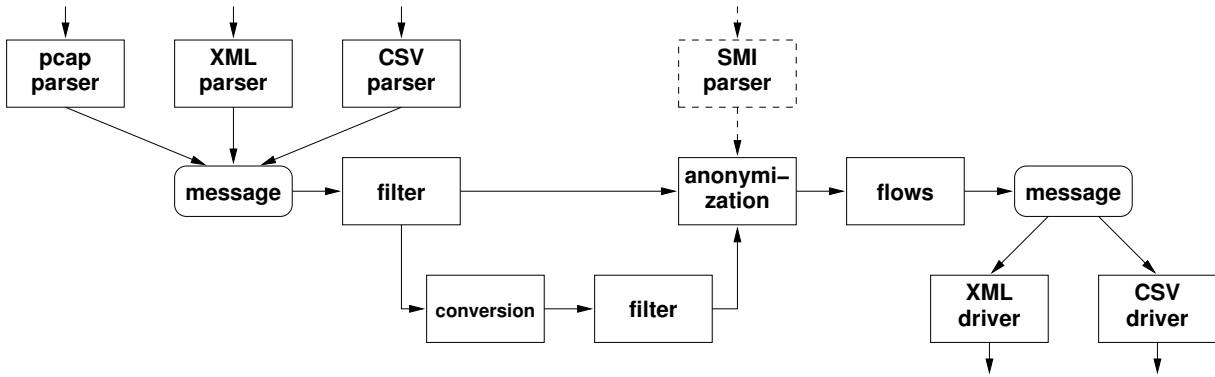 pcap
parser
XML
parser
CSV
parser
SMI
parser
message
filter
anonymi-
zation
flows
message
conversion
filter
XML
driver
CSV
driver